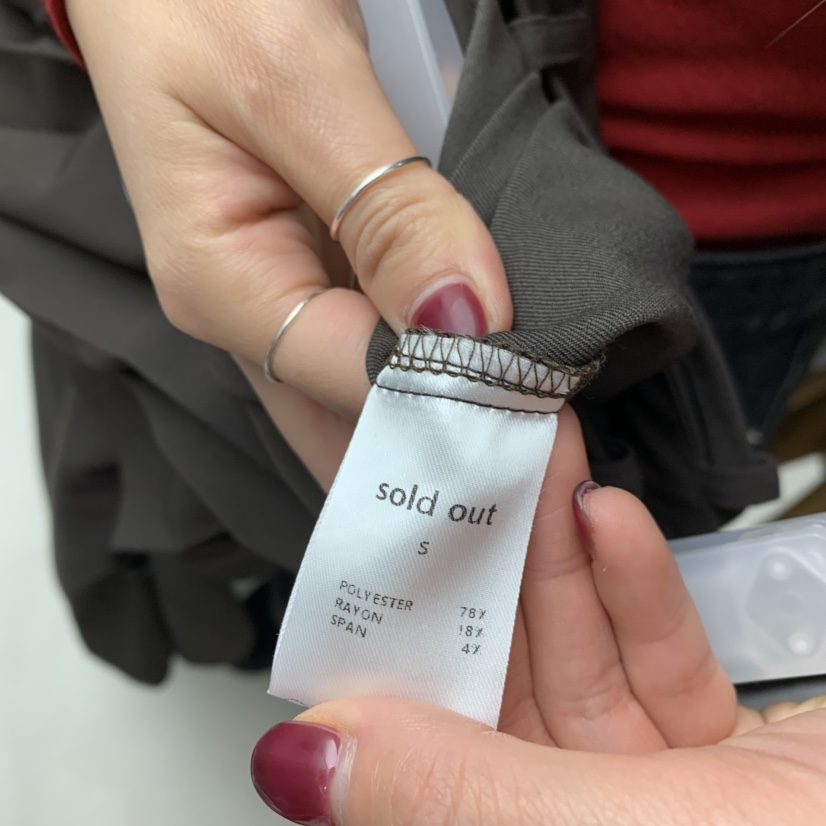 sold out
S
POLYESTER 78%
RAYON 18%
SPAN 4%